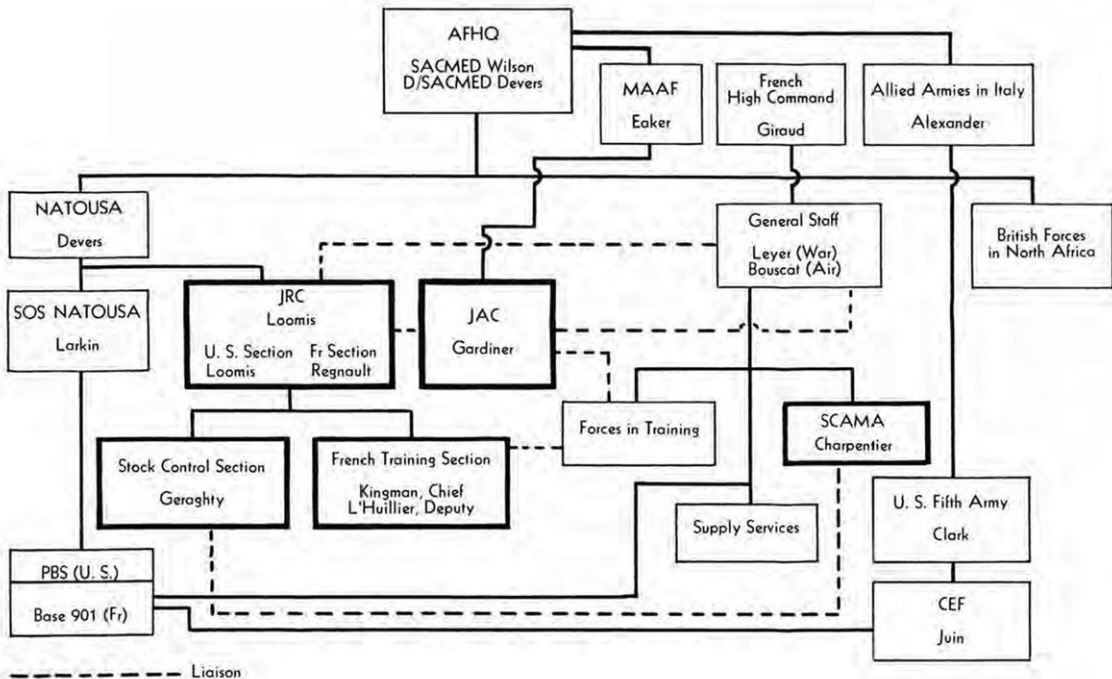 AFHQ
SACMED Wilson
D/SACMED Devers
MAAF
Eaker
French
High Command
Giraud
Allied Armies in Italy
Alexander
NATOUSA
Devers
General Staff
Leyer (War)
Bouscat (Air)
British Forces
in North Africa
SOS NATOUSA
Larkin
JRC
Loomis
U. S. Section Fr Section
Loomis Regnault
JAC
Gardiner
Forces in Training
SCAMA
Charpentier
Stock Control Section
Geraghty
French Training Section
Kingman, Chief
L'Huillier, Deputy
Supply Services
U. S. Fifth Army
Clark
PBS (U. S.)
Base 901 (Fr)
CEF
Juin
Liaison